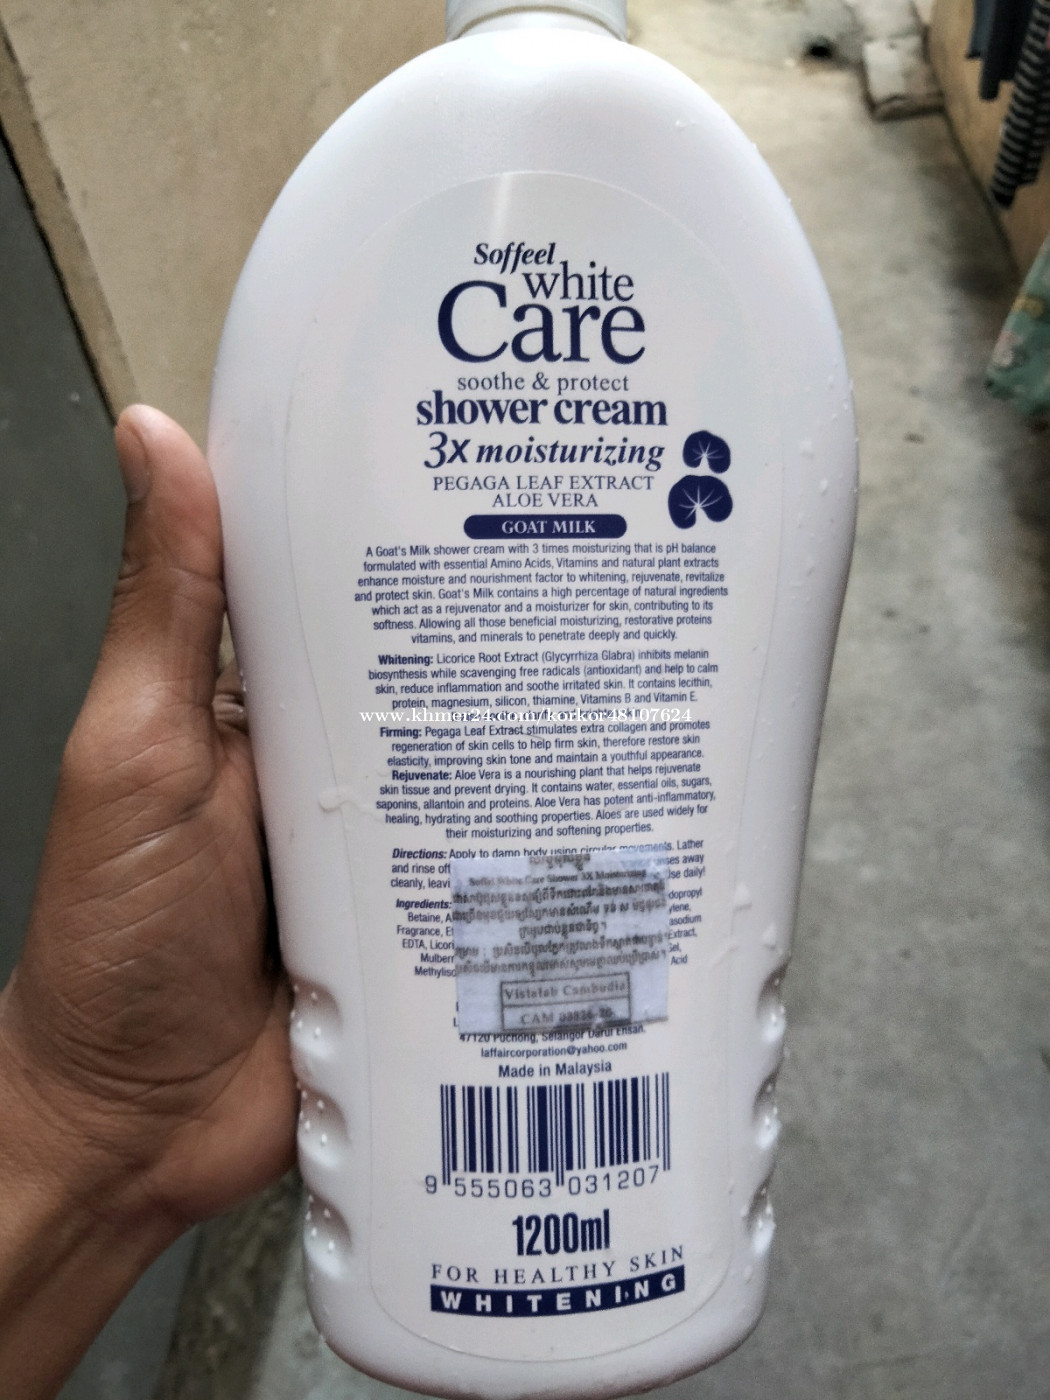 Soffeel
white
Care
soothe & protect
shower cream
3x moisturizing
PEGAGA LEAF EXTRACT
ALOE VERA
GOAT MILK
A Goat's Milk shower cream with 3 times moisturizing that is pH balance
formulated with essential Amino Acids, Vitamins and natural plant extracts
enhance moisture and nourishment factor to whitening, rejuvenate, revitalize
and protect skin. Goat's Milk contains a high percentage of natural ingredients
which act as a rejuvenator and a moisturizer for skin, contributing to its
softness. Allowing all those beneficial moisturizing, restorative proteins
vitamins, and minerals to penetrate deeply and quickly.
Whitening: Licorice Root Extract (Glycyrrhiza Glabra) inhibits melanin
biosynthesis while scavenging free radicals (antioxidant) and help to calm
skin, reduce inflammation and soothe irritated skin. It contains lecithin,
protein, magnesium, silicon, thiamine, Vitamins B and Vitamin E.
www.khmer24.com/korkor48107624
Firming: Pegaga Leaf Extract stimulates extra collagen and promotes
regeneration of skin cells to help firm skin, therefore restore skin
elasticity, improving skin tone and maintain a youthful appearance.
Rejuvenate: Aloe Vera is a nourishing plant that helps rejuvenate
skin tissue and prevent drying. It contains water, essential oils, sugars,
saponins, allantoin and proteins. Aloe Vera has potent anti-inflammatory,
healing, hydrating and soothing properties. Aloes are used widely for
their moisturizing and softening properties.
Directions: Apply to damp body using circular movements. Lather
and rinse off
cleanly,
daily!
White Care Shower 3X Moisturizing
Ingredients:
Betaine,
Fragrance,
EDTA,
Extract,
Acid
Vistalab Cambodia
CAM
47120 Puchong, Selangor Darul Ehsan.
laffaircorporation@yahoo.com
Made in Malaysia
9 555063 031207
1200ml
FOR HEALTHY SKIN
WHITENING